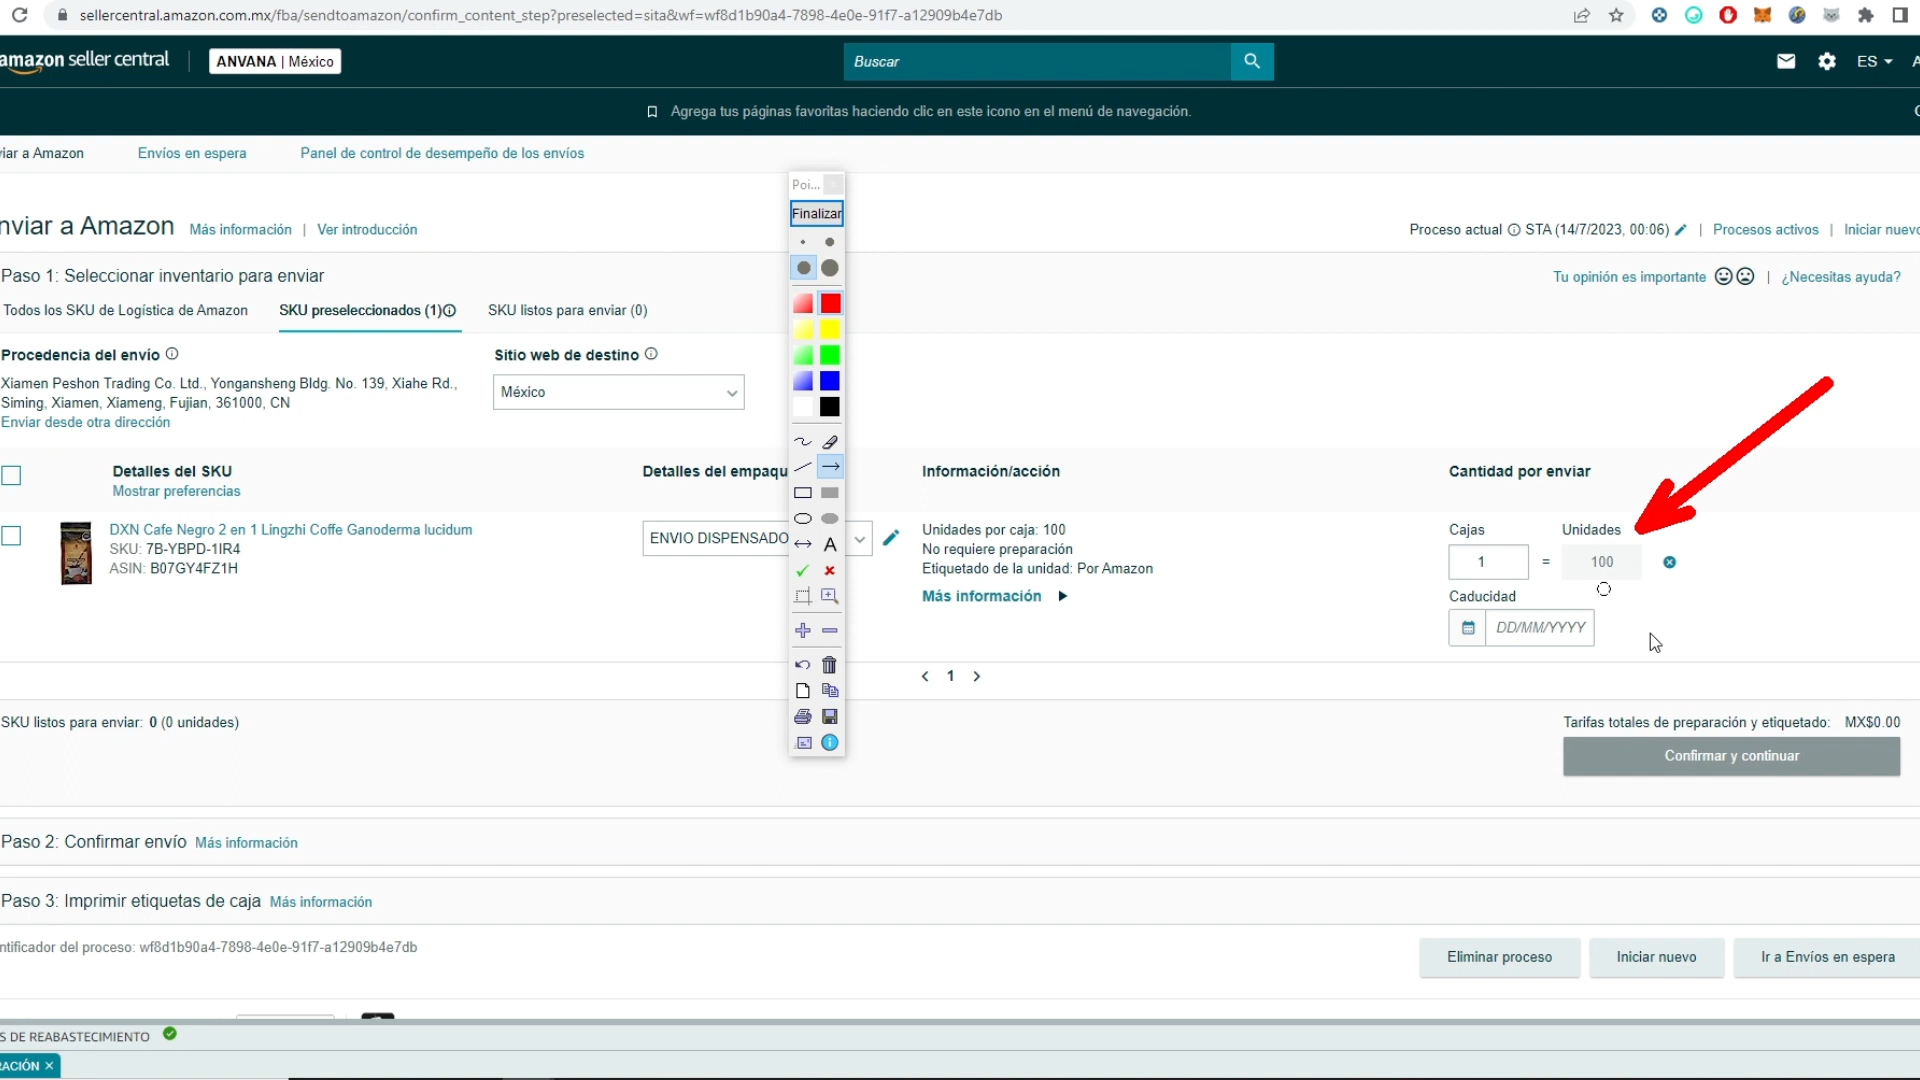 sellercentral.amazon.com.mx/fba/sendtoamazon/confirm_content_step?preselected=sita&wf=wf8d1b90a4-7898-4e0e-91f7-a12909b4e7db
amazon seller central
ANVANA | México
Buscar
ES
Agrega tus páginas favoritas haciendo clic en este icono en el menú de navegación.
viar a Amazon
Envíos en espera
Panel de control de desempeño de los envíos
Poi...
Finalizar
nviar a Amazon
Más información | Ver introducción
Proceso actual STA (14/7/2023, 00:06) | Procesos activos | Iniciar nuevo
Paso 1: Seleccionar inventario para enviar
Tu opinión es importante | ¿Necesitas ayuda?
Todos los SKU de Logística de Amazon
SKU preseleccionados (1)
SKU listos para enviar (0)
Procedencia del envío
Sitio web de destino
Xiamen Peshon Trading Co. Ltd., Yongansheng Bldg. No. 139, Xiahe Rd.,
Siming, Xiamen, Xiameng, Fujian, 361000, CN
Enviar desde otra dirección
México
Detalles del SKU
Mostrar preferencias
Detalles del empaqu
Información/acción
Cantidad por enviar
DXN Cafe Negro 2 en 1 Lingzhi Coffe Ganoderma lucidum
SKU: 7B-YBPD-1IR4
ASIN: B07GY4FZ1H
ENVIO DISPENSADO
A
Unidades por caja: 100
No requiere preparación
Etiquetado de la unidad: Por Amazon
Más información
Cajas
Unidades
1
=
100
Caducidad
DD/MM/YYYY
1
SKU listos para enviar: 0 (0 unidades)
Tarifas totales de preparación y etiquetado: MX$0.00
Confirmar y continuar
Paso 2: Confirmar envío Más información
Paso 3: Imprimir etiquetas de caja Más información
ntificador del proceso: wf8d1b90a4-7898-4e0e-91f7-a12909b4e7db
Eliminar proceso
Iniciar nuevo
Ir a Envíos en espera
S DE REABASTECIMIENTO
RACIÓN ×